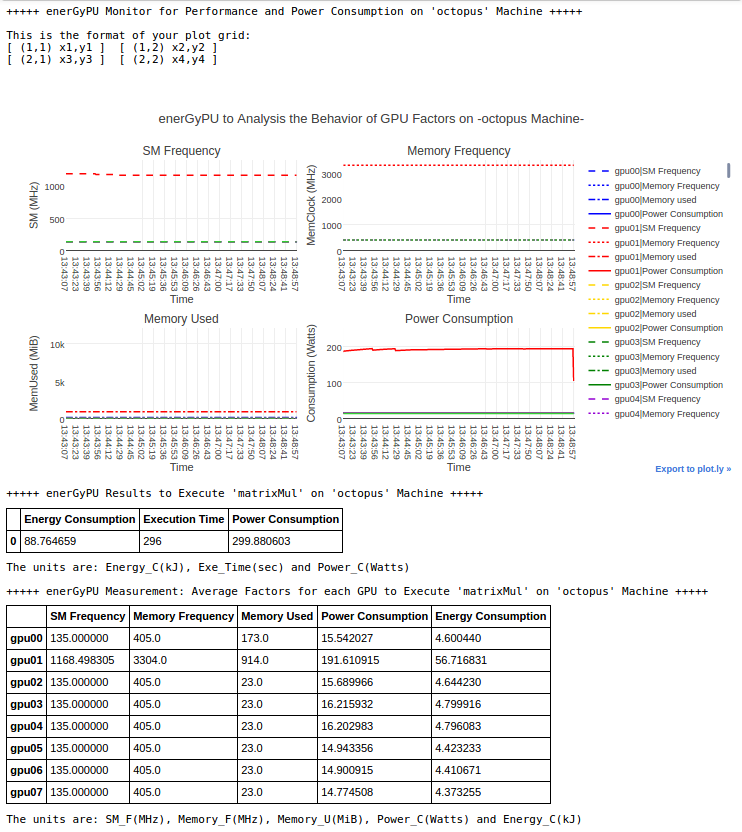 +++++ enerGyPU Monitor for Performance and Power Consumption on 'octopus' Machine +++++
This is the format of your plot grid:
[ (1,1) x1,y1 ]  [ (1,2) x2,y2 ]
[ (2,1) x3,y3 ]  [ (2,2) x4,y4 ]
enerGyPU to Analysis the Behavior of GPU Factors on -octopus Machine-
SM Frequency
SM (MHz)
1000
500
0
13:43:07 13:43:23 13:43:39 13:43:56 13:44:12 13:44:29 13:44:45 13:45:02 13:45:19 13:45:36 13:45:53 13:46:09 13:46:26 13:46:43 13:47:00 13:47:17 13:47:33 13:47:50 13:48:07 13:48:24 13:48:41 13:48:57
Time
Memory Frequency
MemClock (MHz)
3000
2000
1000
0
13:43:07 13:43:23 13:43:39 13:43:56 13:44:12 13:44:29 13:44:45 13:45:02 13:45:19 13:45:36 13:45:53 13:46:09 13:46:26 13:46:43 13:47:00 13:47:17 13:47:33 13:47:50 13:48:07 13:48:24 13:48:41 13:48:57
Time
Memory Used
MemUsed (MiB)
10k
5k
0
13:43:07 13:43:23 13:43:39 13:43:56 13:44:12 13:44:29 13:44:45 13:45:02 13:45:19 13:45:36 13:45:53 13:46:09 13:46:26 13:46:43 13:47:00 13:47:17 13:47:33 13:47:50 13:48:07 13:48:24 13:48:41 13:48:57
Time
Power Consumption
Consumption (Watts)
200
100
0
13:43:07 13:43:23 13:43:39 13:43:56 13:44:12 13:44:29 13:44:45 13:45:02 13:45:19 13:45:36 13:45:53 13:46:09 13:46:26 13:46:43 13:47:00 13:47:17 13:47:33 13:47:50 13:48:07 13:48:24 13:48:41 13:48:57
Time
gpu00|SM Frequency
gpu00|Memory Frequency
gpu00|Memory used
gpu00|Power Consumption
gpu01|SM Frequency
gpu01|Memory Frequency
gpu01|Memory used
gpu01|Power Consumption
gpu02|SM Frequency
gpu02|Memory Frequency
gpu02|Memory used
gpu02|Power Consumption
gpu03|SM Frequency
gpu03|Memory Frequency
gpu03|Memory used
gpu03|Power Consumption
gpu04|SM Frequency
gpu04|Memory Frequency
Export to plot.ly »
+++++ enerGyPU Results to Execute 'matrixMul' on 'octopus' Machine +++++
Energy Consumption Execution Time Power Consumption
0 88.764659 296 299.880603
The units are: Energy_C(kJ), Exe_Time(sec) and Power_C(Watts)
+++++ enerGyPU Measurement: Average Factors for each GPU to Execute 'matrixMul' on 'octopus' Machine +++++
SM Frequency Memory Frequency Memory Used Power Consumption Energy Consumption
gpu00 135.000000 405.0 173.0 15.542027 4.600440
gpu01 1168.498305 3304.0 914.0 191.610915 56.716831
gpu02 135.000000 405.0 23.0 15.689966 4.644230
gpu03 135.000000 405.0 23.0 16.215932 4.799916
gpu04 135.000000 405.0 23.0 16.202983 4.796083
gpu05 135.000000 405.0 23.0 14.943356 4.423233
gpu06 135.000000 405.0 23.0 14.900915 4.410671
gpu07 135.000000 405.0 23.0 14.774508 4.373255
The units are: SM_F(MHz), Memory_F(MHz), Memory_U(MiB), Power_C(Watts) and Energy_C(kJ)